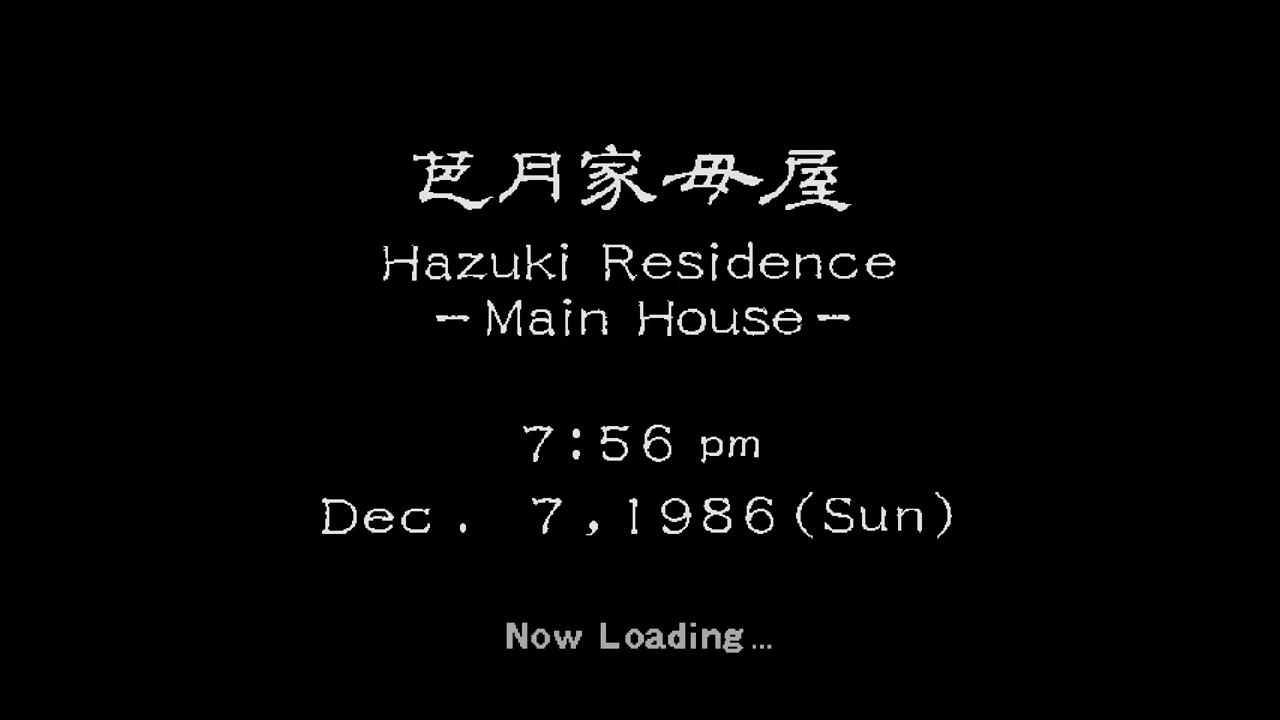 芭月家母屋
Hazuki Residence
-Main House-
7:56 pm
Dec. 7,1986(Sun)
Now Loading...